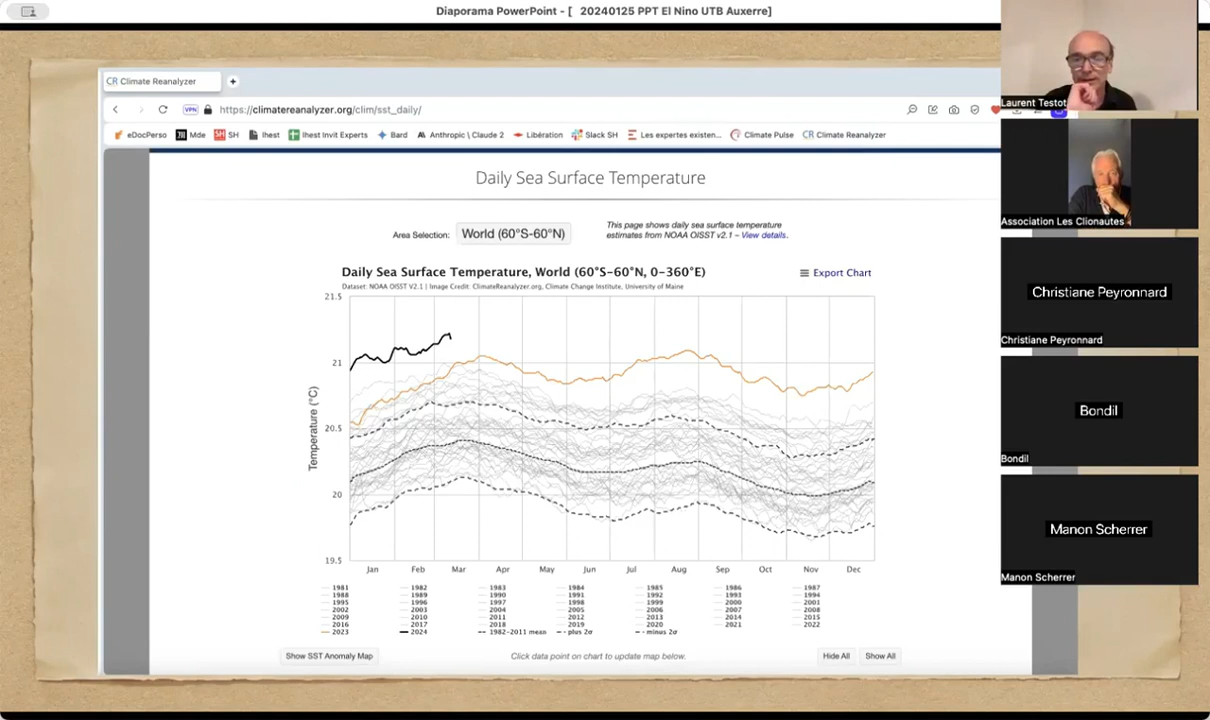 Diaporama PowerPoint - [ 20240125 PPT El Nino UTB Auxerre]
CR Climate Reanalyzer
VPN https://climatereanalyzer.org/clim/sst_daily/
eDocPerso Mde SH Ihest Ihest Invit Experts Bard Anthropic \ Claude 2 Libération Slack SH Les expertes existen... Climate Pulse CR Climate Reanalyzer
Daily Sea Surface Temperature
Area Selection: World (60°S-60°N)
This page shows daily sea surface temperature
estimates from NOAA OISST v2.1 – View details.
Daily Sea Surface Temperature, World (60°S-60°N, 0-360°E)
Export Chart
Dataset: NOAA OISST V2.1 | Image Credit: ClimateReanalyzer.org, Climate Change Institute, University of Maine
Temperature (°C)
21.5
21
20.5
20
19.5
Jan Feb Mar Apr May Jun Jul Aug Sep Oct Nov Dec
1981 1982 1983 1984 1985 1986 1987
1988 1989 1990 1991 1992 1993 1994
1995 1996 1997 1998 1999 2000 2001
2002 2003 2004 2005 2006 2007 2008
2009 2010 2011 2012 2013 2014 2015
2016 2017 2018 2019 2020 2021 2022
2023 2024 1982-2011 mean plus 2σ minus 2σ
Show SST Anomaly Map
Click data point on chart to update map below.
Hide All Show All
Laurent Testot
Association Les Clionautes
Christiane Peyronnard
Christiane Peyronnard
Bondil
Bondil
Manon Scherrer
Manon Scherrer